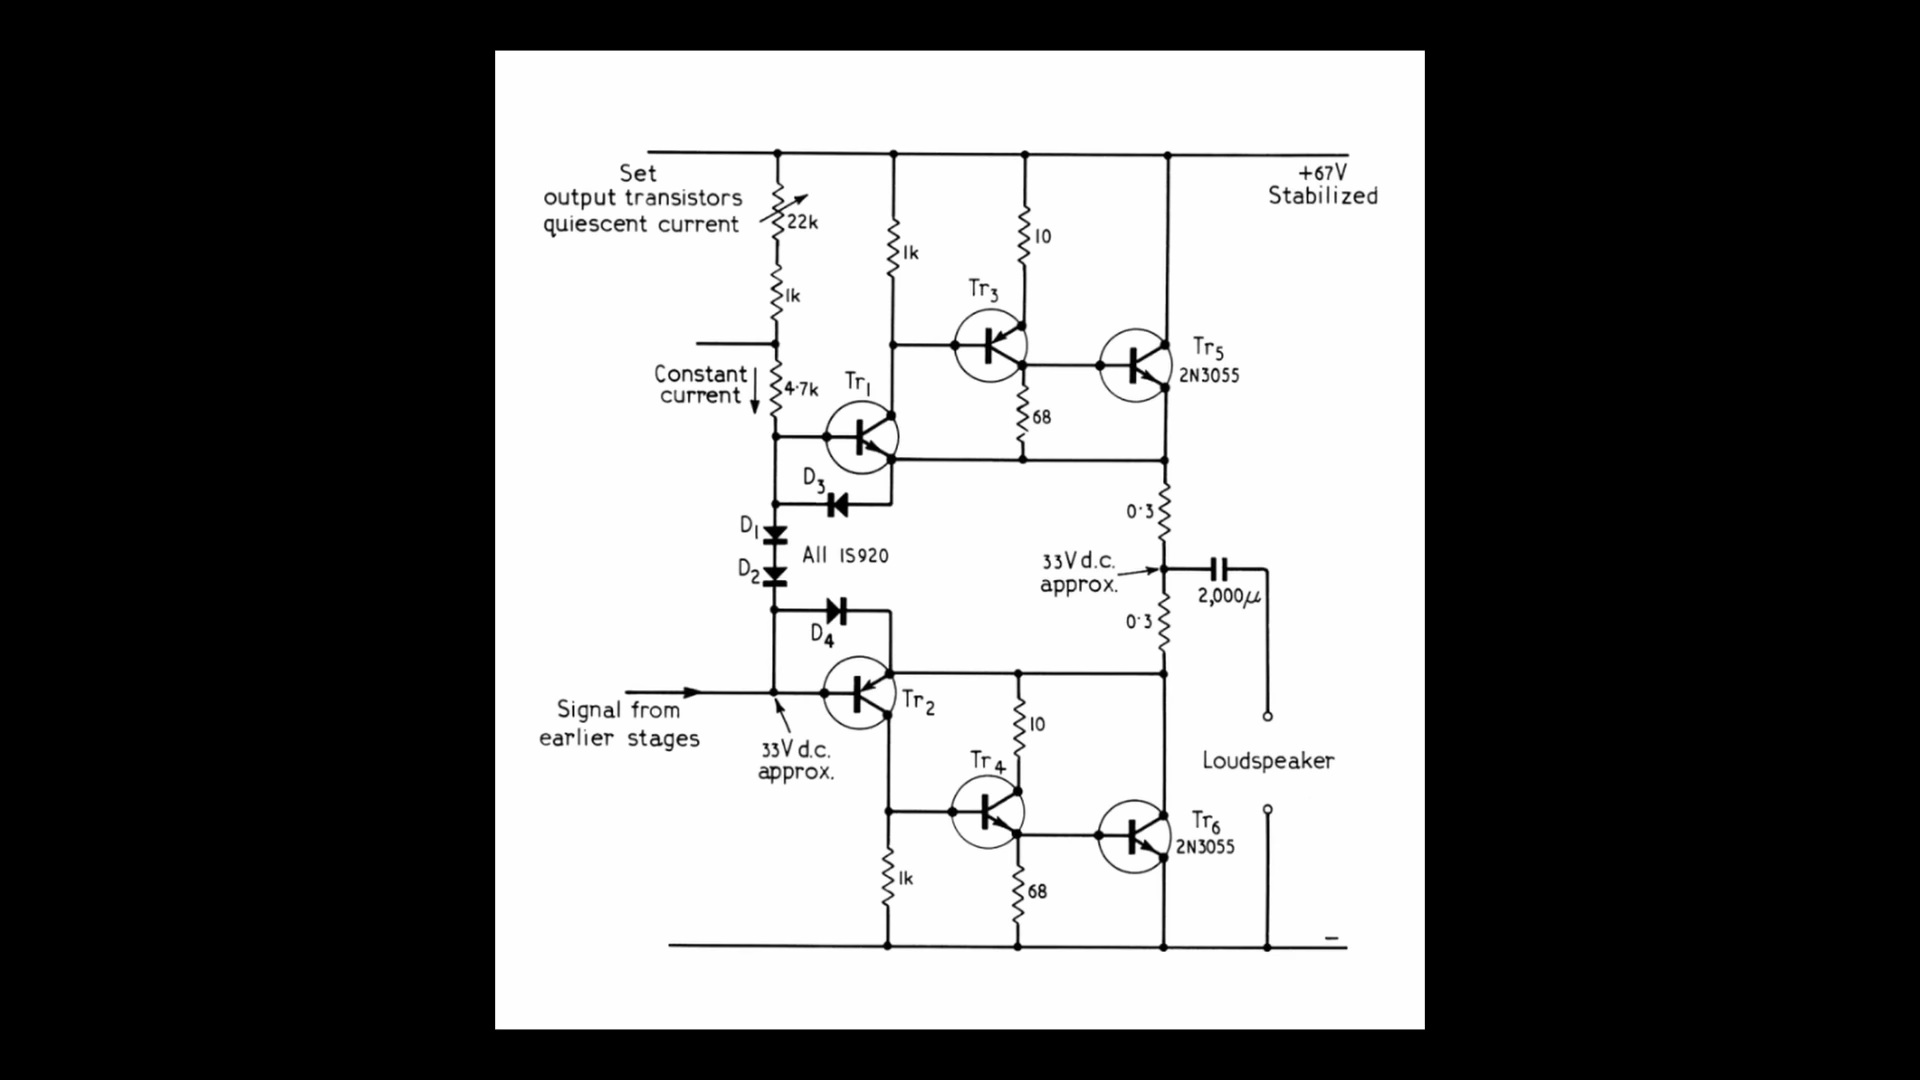 Set
output transistors
quiescent current
22k
1k
Constant
current
4·7k
1k
10
+67V
Stabilized
Tr3
Tr1
Tr5
2N3055
68
D3
D1
D2
All IS920
0·3
33V d.c.
approx.
2,000μ
0·3
D4
Tr2
Signal from
earlier stages
33V d.c.
approx.
10
Tr4
Loudspeaker
Tr6
2N3055
1k
68
–